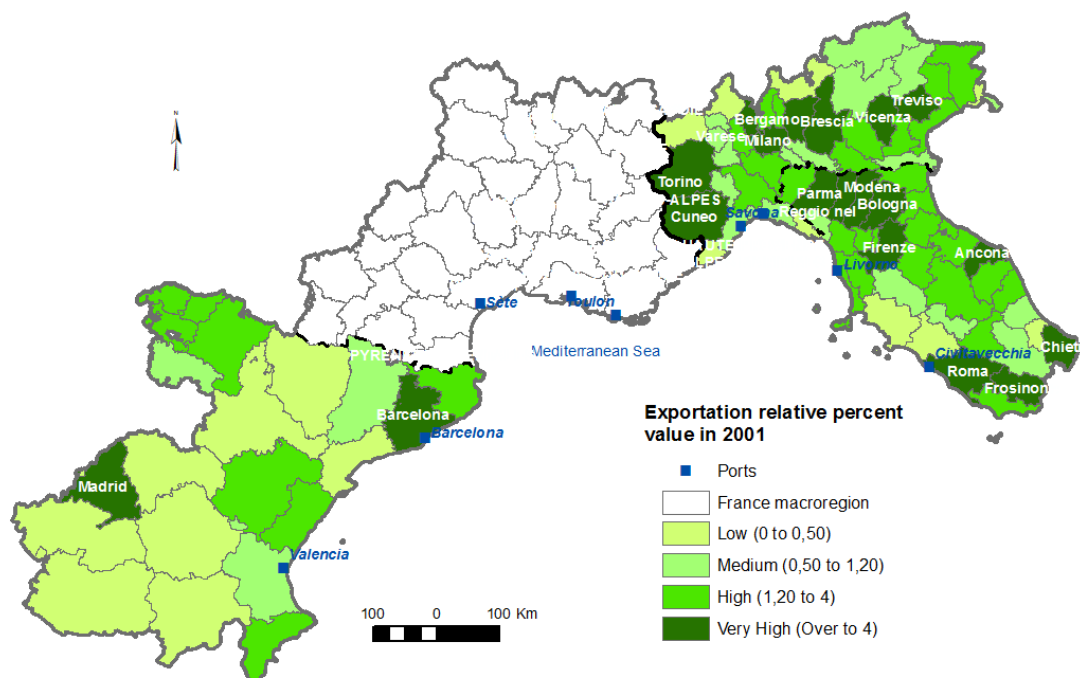 N
Bergamo
Brescia
Treviso
Vicenza
Varese
Milano
Torino
ALPES
Cuneo
Savona
Parma
Modena
Bologna
Reggio nel
Firenze
Ancona
Livorno
Sète
Toulon
Mediterranean Sea
Civitavecchia
Chieti
Roma
Frosinon
Barcelona
Barcelona
Madrid
Valencia
Exportation relative percent
value in 2001
Ports
France macroregion
Low (0 to 0,50)
Medium (0,50 to 1,20)
High (1,20 to 4)
Very High (Over to 4)
100 50 0 100 Km